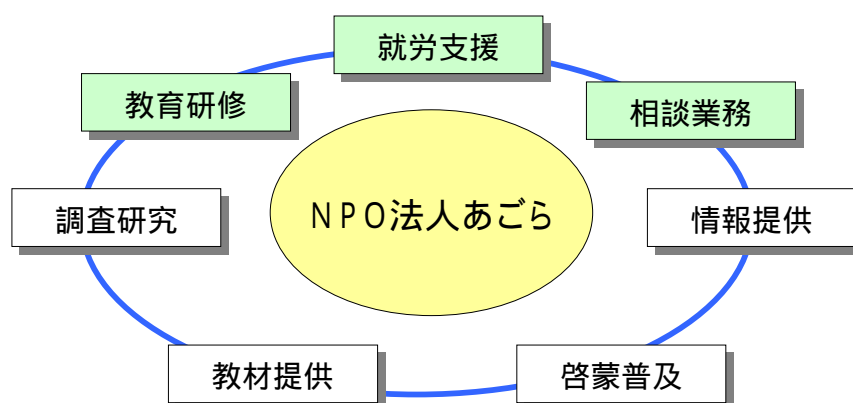 就労支援
教育研修
相談業務
NPO法人あごら
調査研究
情報提供
教材提供
啓蒙普及